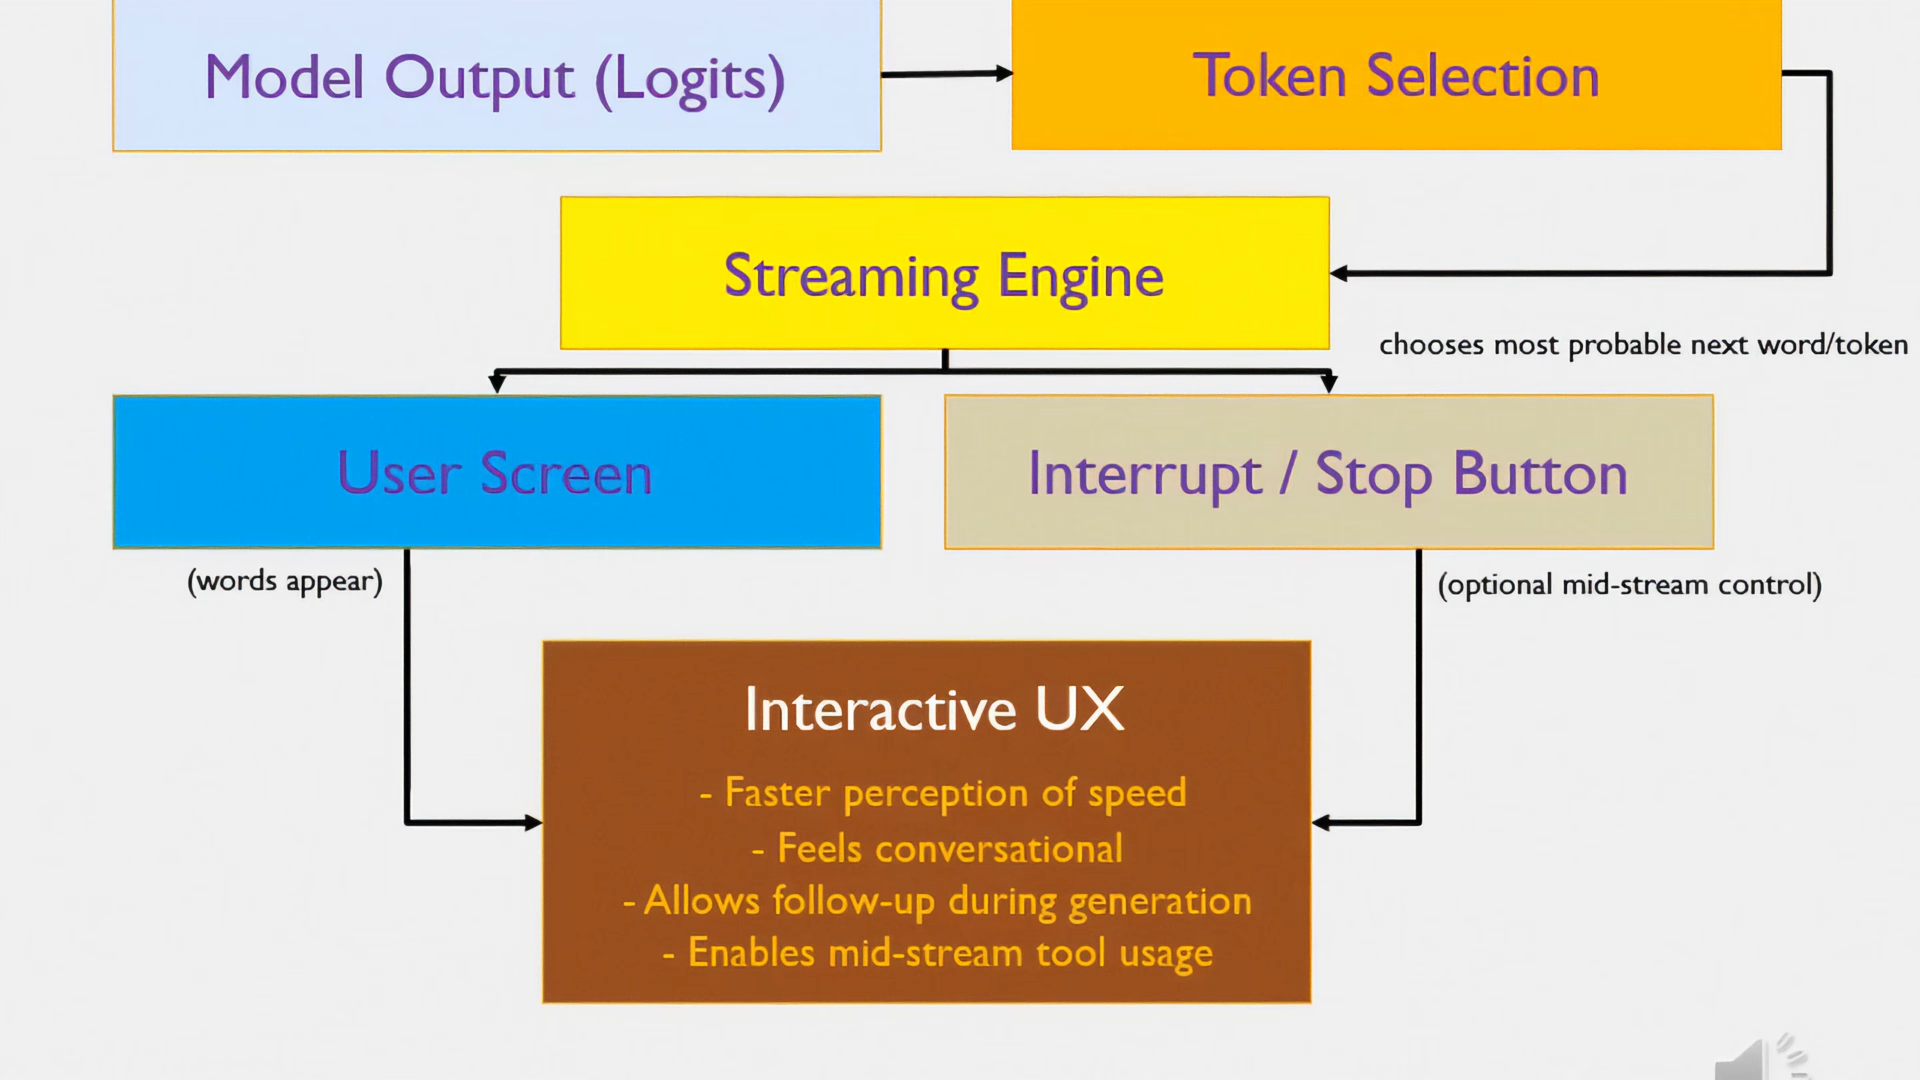 Model Output (Logits)
Token Selection
Streaming Engine
chooses most probable next word/token
User Screen
Interrupt / Stop Button
(words appear)
(optional mid-stream control)
Interactive UX
- Faster perception of speed
- Feels conversational
- Allows follow-up during generation
- Enables mid-stream tool usage